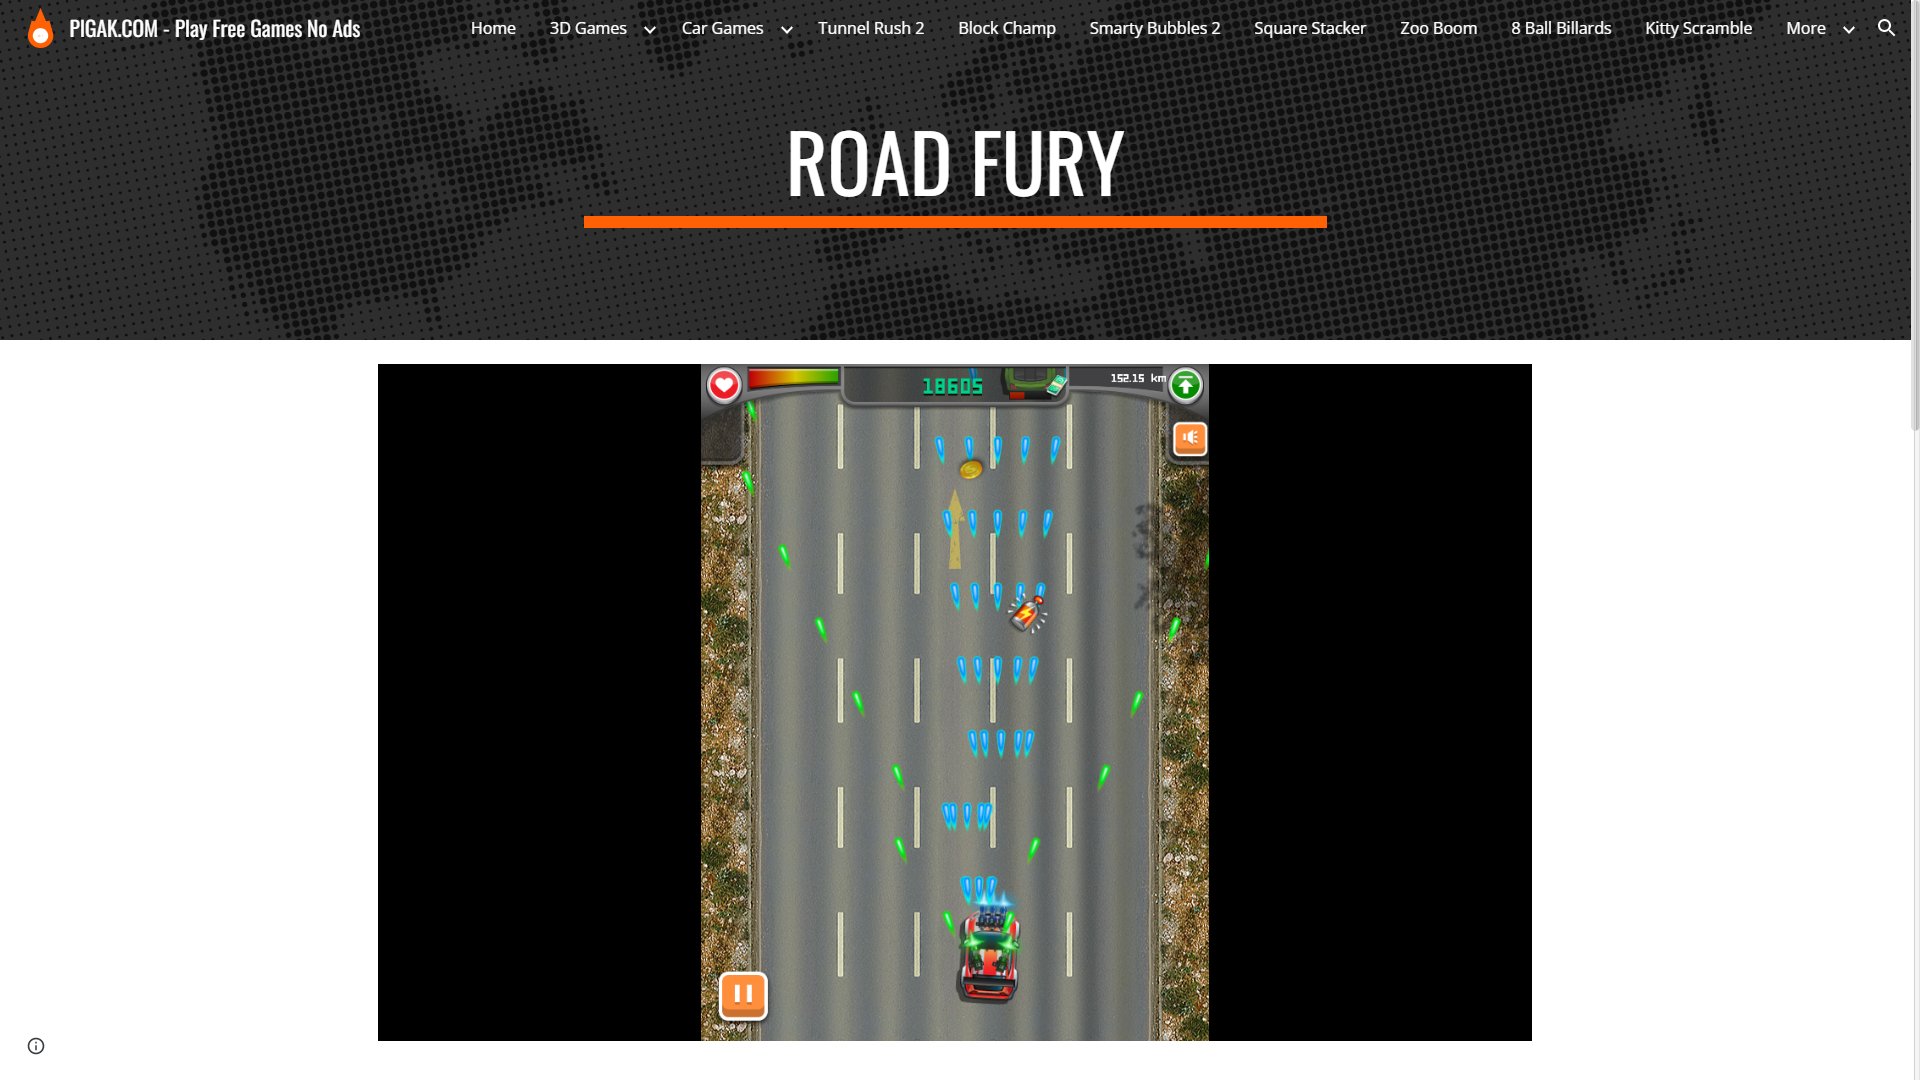 PIGAK.COM - Play Free Games No Ads
Home
3D Games
Car Games
Tunnel Rush 2
Block Champ
Smarty Bubbles 2
Square Stacker
Zoo Boom
8 Ball Billards
Kitty Scramble
More
ROAD FURY
18605
152.15 km